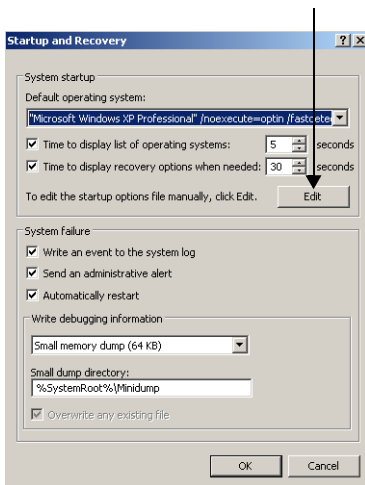 Startup and Recovery
System startup
Default operating system:
"Microsoft Windows XP Professional" /noexecute=optin /fastdetec
Time to display list of operating systems: 5 seconds
Time to display recovery options when needed: 30 seconds
To edit the startup options file manually, click Edit. Edit
System failure
Write an event to the system log
Send an administrative alert
Automatically restart
Write debugging information
Small memory dump (64 KB)
Small dump directory:
%SystemRoot%\Minidump
Overwrite any existing file
OK Cancel